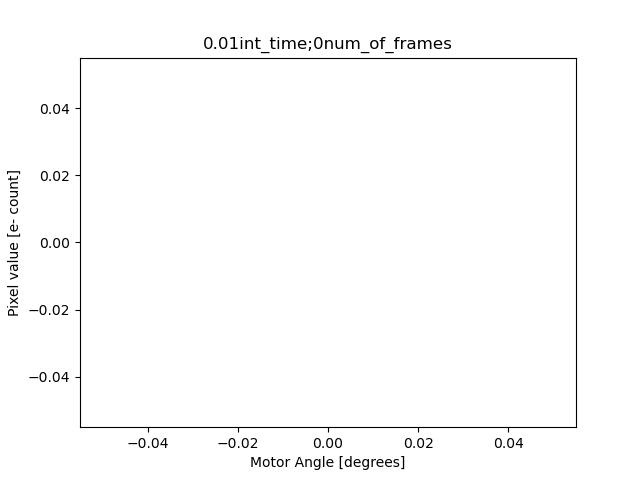 0.01int_time;0num_of_frames
0.04
0.02
0.00
−0.02
−0.04
Pixel value [e- count]
−0.04 −0.02 0.00 0.02 0.04
Motor Angle [degrees]